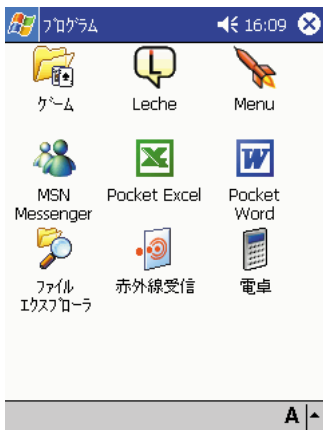 ﾌﾟﾛｸﾞﾗﾑ 16:09
ｹﾞｰﾑ Leche Menu
MSN Pocket Excel Pocket
Messenger Word
ﾌｧｲﾙ 赤外線受信 電卓
ｴｸｽﾌﾟﾛｰﾗ
A